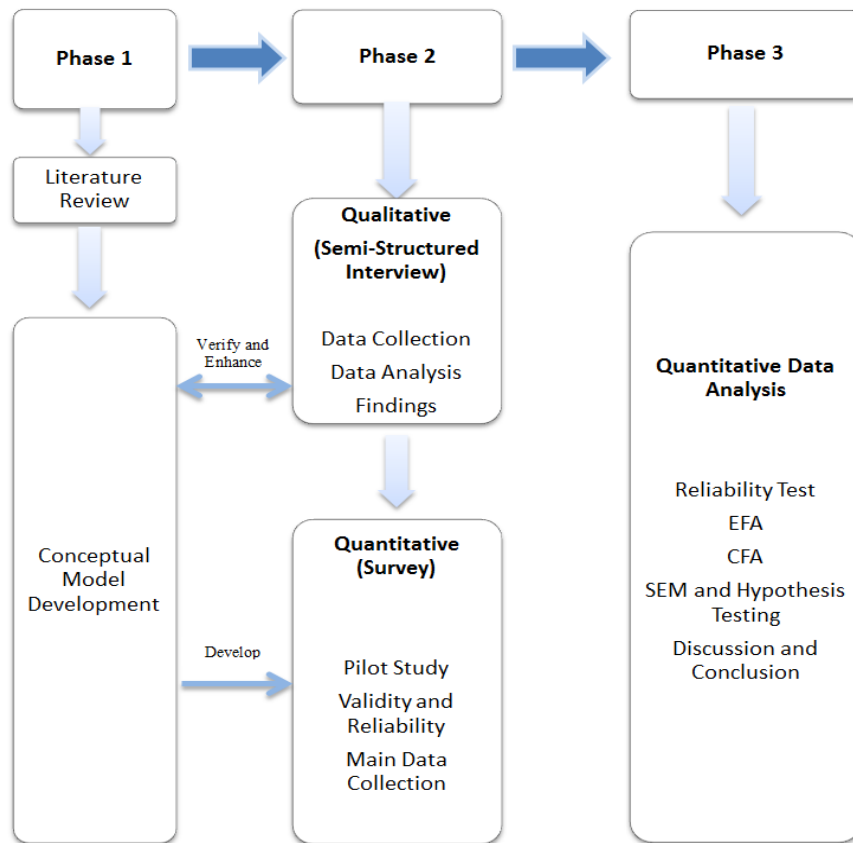 Phase 1
Phase 2
Phase 3
Literature
Review
Conceptual
Model
Development
Verify and
Enhance
Develop
Qualitative
(Semi-Structured
Interview)
Data Collection
Data Analysis
Findings
Quantitative
(Survey)
Pilot Study
Validity and
Reliability
Main Data
Collection
Quantitative Data
Analysis
Reliability Test
EFA
CFA
SEM and Hypothesis
Testing
Discussion and
Conclusion